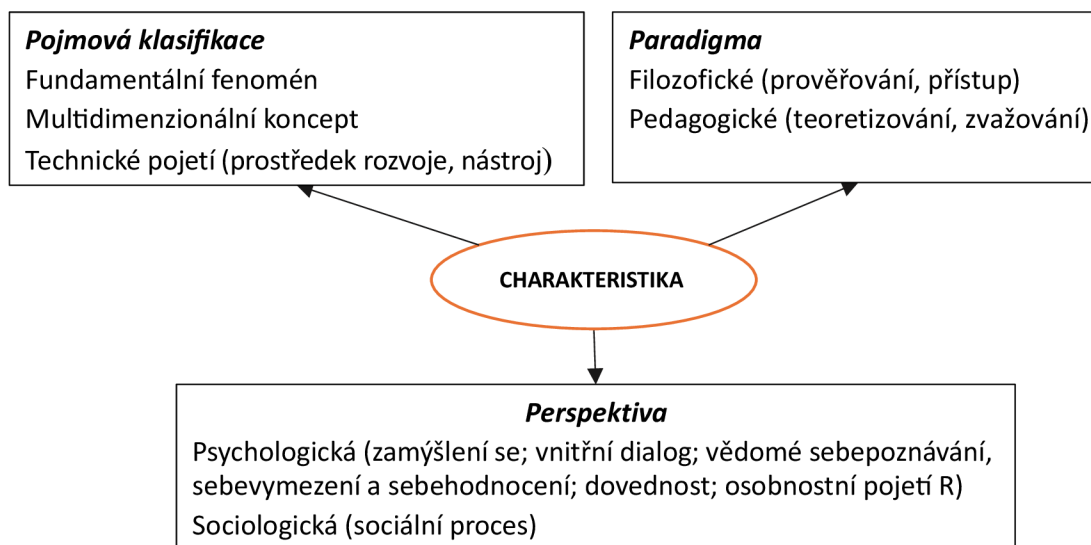 Pojmová klasifikace
Fundamentální fenomén
Multidimenzionální koncept
Technické pojetí (prostředek rozvoje, nástroj)
Paradigma
Filozofické (prověřování, přístup)
Pedagogické (teoretizování, zvažování)
CHARAKTERISTIKA
Perspektiva
Psychologická (zamýšlení se; vnitřní dialog; vědomé sebepoznávání,
sebevymezení a sebehodnocení; dovednost; osobnostní pojetí R)
Sociologická (sociální proces)